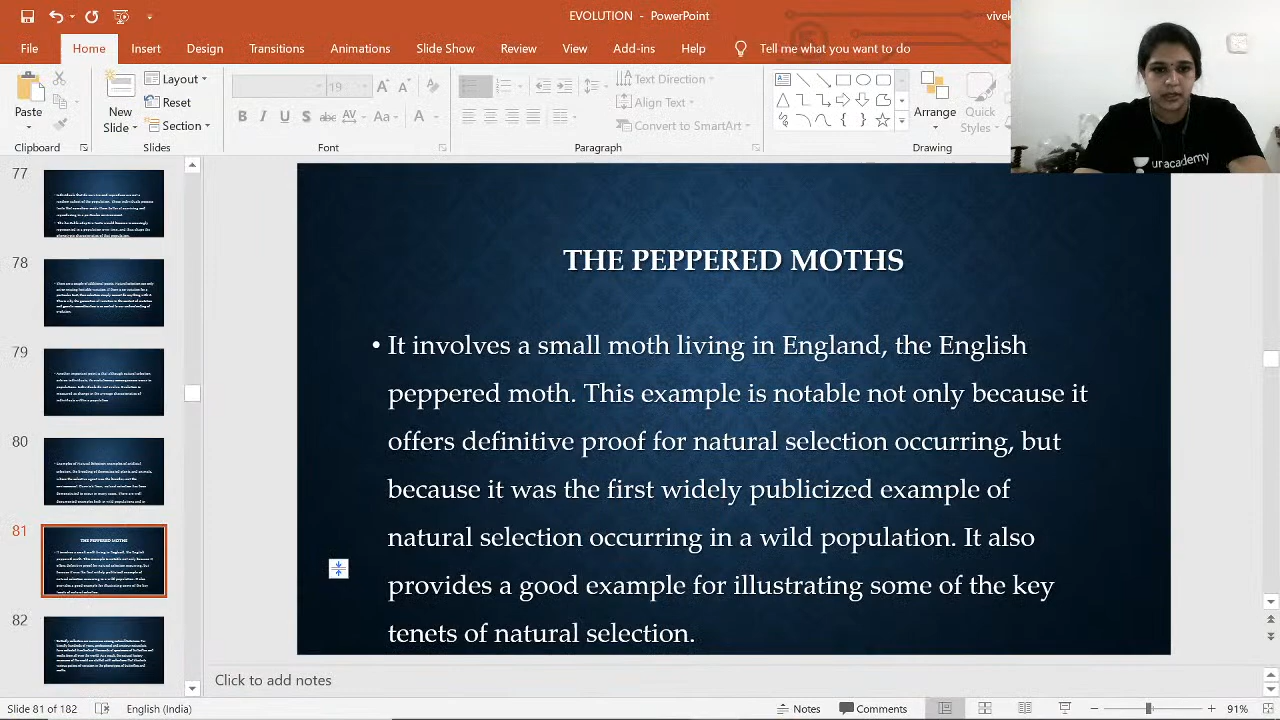 EVOLUTION - PowerPoint
vivek
File Home Insert Design Transitions Animations Slide Show Review View Add-ins Help Tell me what you want to do
Paste
Clipboard
New
Slide
Layout
Reset
Section
Slides
19
B I U S abc AV Aa A
Font
Text Direction
Align Text
Convert to SmartArt
Paragraph
Arrange
Quick
Styles
Drawing
uracademy
77
78
79
80
81
82
THE PEPPERED MOTHS
• It involves a small moth living in England, the English
peppered moth. This example is notable not only because it
offers definitive proof for natural selection occurring, but
because it was the first widely publicized example of
natural selection occurring in a wild population. It also
provides a good example for illustrating some of the key
tenets of natural selection.
Click to add notes
Slide 81 of 182
English (India)
Notes
Comments
91%